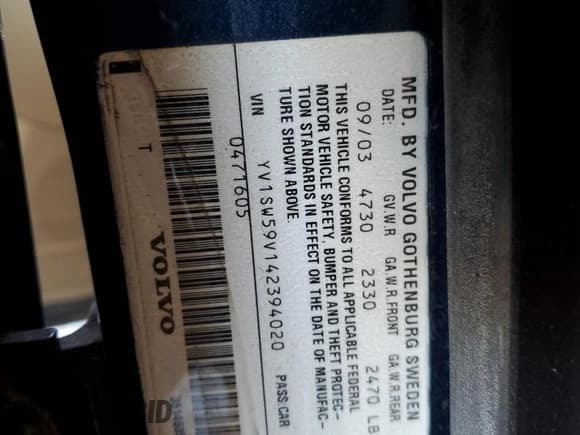 MFD. BY VOLVO GOTHENBURG SWEDEN
DATE: GV.W.R GA.W.R.FRONT GA.W.R.REAR
09/03 4730 2330 2470 LB
THIS VEHICLE CONFORMS TO ALL APPLICABLE FEDERAL
MOTOR VEHICLE SAFETY, BUMPER AND THEFT PROTEC-
TION STANDARDS IN EFFECT ON THE DATE OF MANUFAC-
TURE SHOWN ABOVE.
VIN YV1SW59V142394020 PASS.CAR
0471605
VOLVO
T
ID